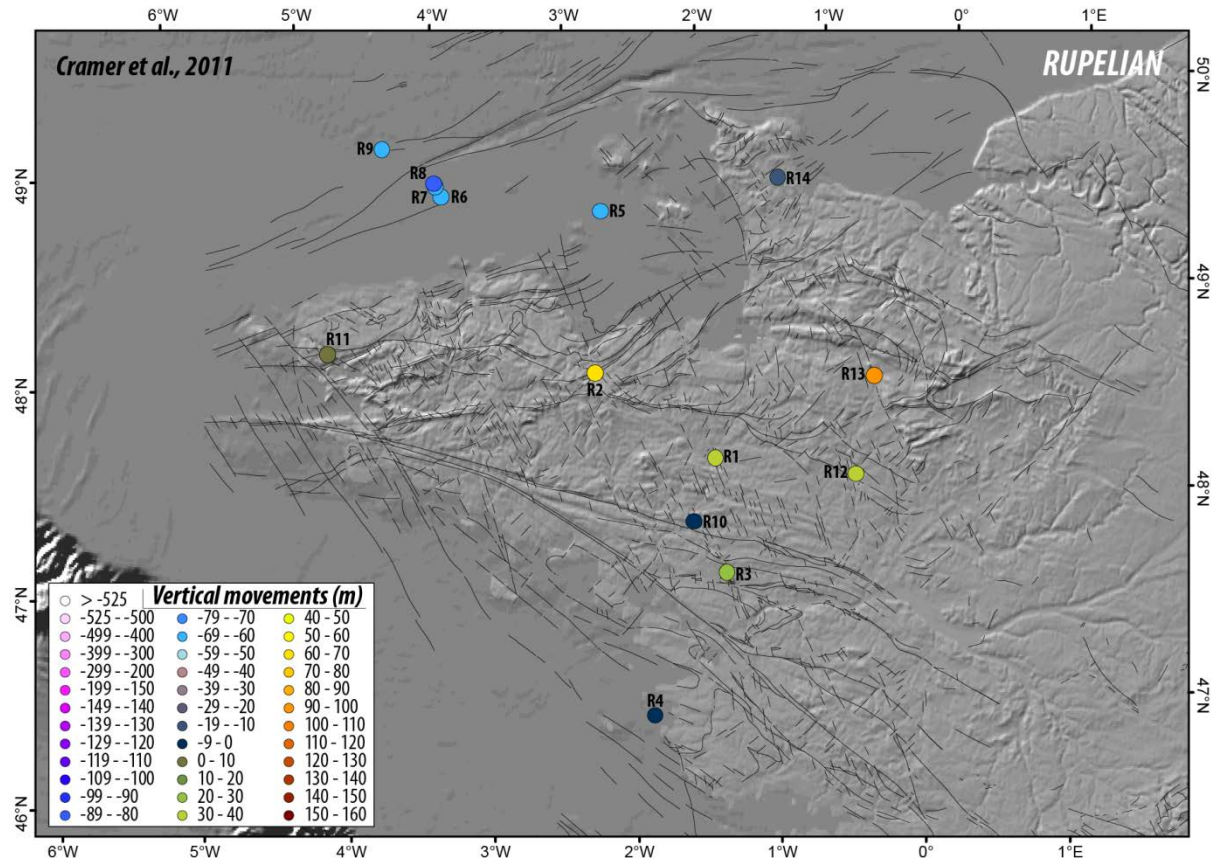 6°W 5°W 4°W 3°W 2°W 1°W 0° 1°E
Cramer et al., 2011
RUPELIAN
50°N
R9
49°N
R8
R7
R6
R14
R5
49°N
R11
R13
48°N
R2
R1
R12
48°N
R10
R3
47°N
Vertical movements (m)
> -525
-525 - -500
-499 - -400
-399 - -300
-299 - -200
-199 - -150
-149 - -140
-139 - -130
-129 - -120
-119 - -110
-109 - -100
-99 - -90
-89 - -80
-79 - -70
-69 - -60
-59 - -50
-49 - -40
-39 - -30
-29 - -20
-19 - -10
-9 - 0
0 - 10
10 - 20
20 - 30
30 - 40
40 - 50
50 - 60
60 - 70
70 - 80
80 - 90
90 - 100
100 - 110
110 - 120
120 - 130
130 - 140
140 - 150
150 - 160
R4
47°N
46°N
6°W 5°W 4°W 3°W 2°W 1°W 0° 1°E